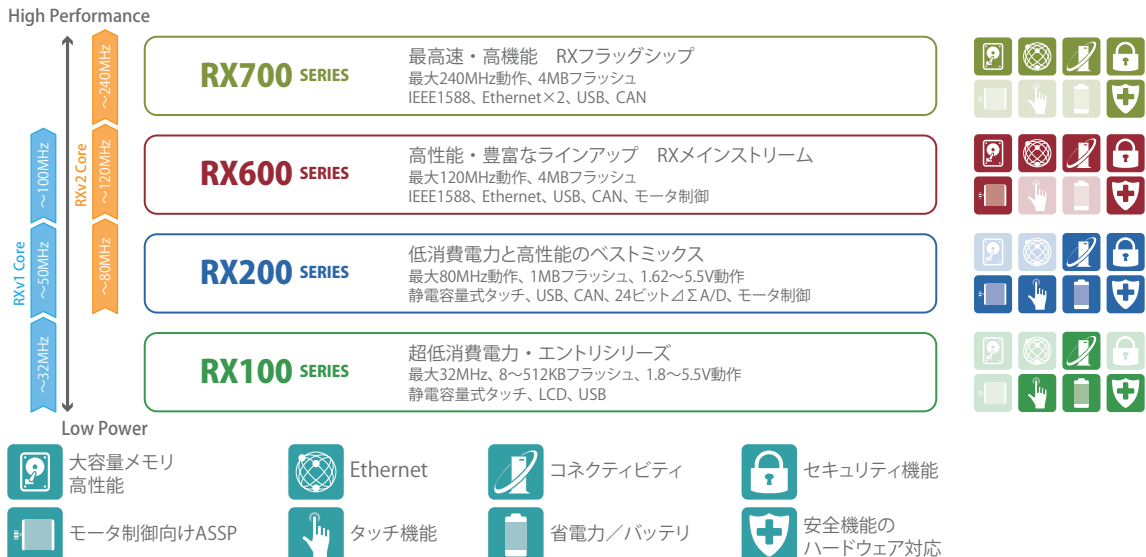 High Performance
RX700 SERIES
最高速・高機能　RXフラッグシップ
最大240MHz動作、4MBフラッシュ
IEEE1588、Ethernet×2、USB、CAN
RX600 SERIES
高性能・豊富なラインアップ　RXメインストリーム
最大120MHz動作、4MBフラッシュ
IEEE1588、Ethernet、USB、CAN、モータ制御
RX200 SERIES
低消費電力と高性能のベストミックス
最大80MHz動作、1MBフラッシュ、1.62～5.5V動作
静電容量式タッチ、USB、CAN、24ビット⊿ΣA/D、モータ制御
RX100 SERIES
超低消費電力・エントリシリーズ
最大32MHz、8～512KBフラッシュ、1.8～5.5V動作
静電容量式タッチ、LCD、USB
RXv1 Core
～100MHz
～50MHz
～32MHz
RXv2 Core
～240MHz
～120MHz
～80MHz
Low Power
大容量メモリ
高性能
Ethernet
コネクティビティ
セキュリティ機能
モータ制御向けASSP
タッチ機能
省電力／バッテリ
安全機能の
ハードウェア対応